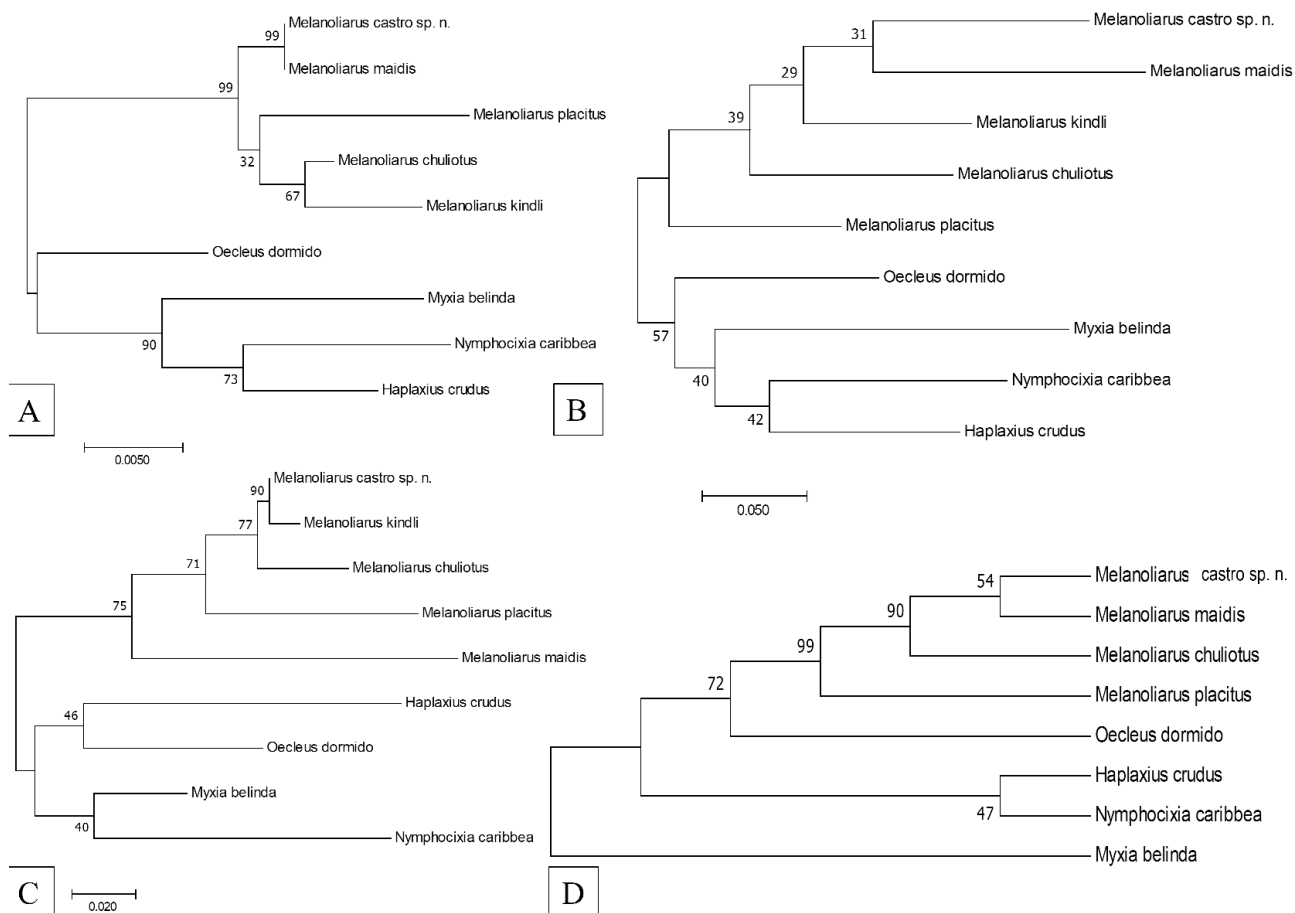 Melanoliarus castro sp. n.
99
Melanoliarus maidis
99
Melanoliarus placitus
32
Melanoliarus chuliotus
67
Melanoliarus kindli
Oecleus dormido
Myxia belinda
90
Nymphocixia caribbea
73
Haplaxius crudus
A
0.0050
Melanoliarus castro sp. n.
31
Melanoliarus maidis
29
Melanoliarus kindli
39
Melanoliarus chuliotus
Melanoliarus placitus
Oecleus dormido
57
Myxia belinda
40
Nymphocixia caribbea
42
Haplaxius crudus
B
0.050
Melanoliarus castro sp. n.
90
Melanoliarus kindli
77
Melanoliarus chuliotus
71
Melanoliarus placitus
75
Melanoliarus maidis
Haplaxius crudus
46
Oecleus dormido
Myxia belinda
40
Nymphocixia caribbea
C
0.020
Melanoliarus castro sp. n.
54
Melanoliarus maidis
90
Melanoliarus chuliotus
99
Melanoliarus placitus
72
Oecleus dormido
Haplaxius crudus
47
Nymphocixia caribbea
Myxia belinda
D